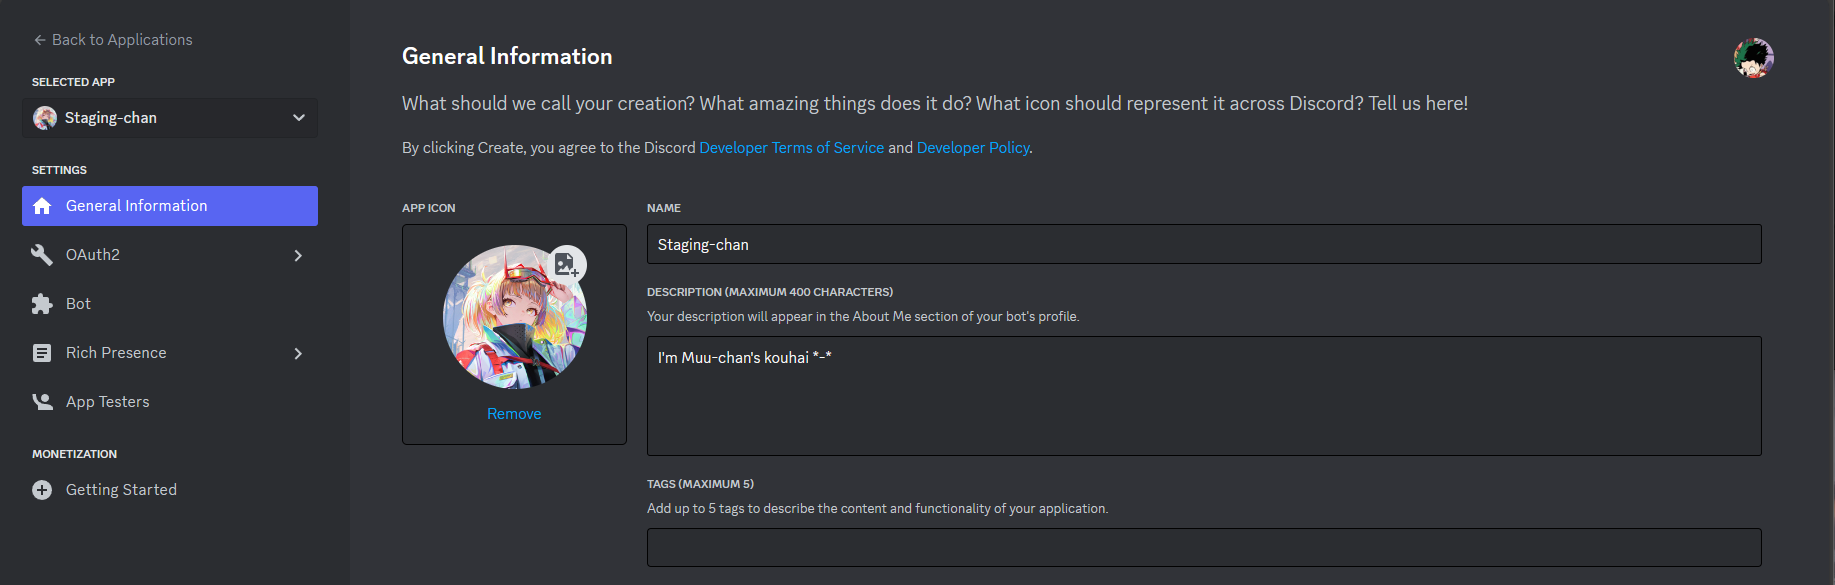 Back to Applications
SELECTED APP
Staging-chan
SETTINGS
General Information
OAuth2
Bot
Rich Presence
App Testers
MONETIZATION
Getting Started
General Information
What should we call your creation? What amazing things does it do? What icon should represent it across Discord? Tell us here!
By clicking Create, you agree to the Discord Developer Terms of Service and Developer Policy.
APP ICON
Remove
NAME
Staging-chan
DESCRIPTION (MAXIMUM 400 CHARACTERS)
Your description will appear in the About Me section of your bot's profile.
I'm Muu-chan's kouhai *-*
TAGS (MAXIMUM 5)
Add up to 5 tags to describe the content and functionality of your application.